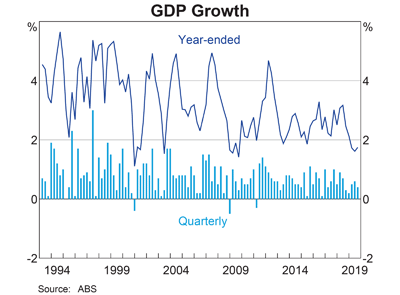 GDP Growth
% %
Year-ended
4 4
2 2
0 0
Quarterly
-2 -2
1994 1999 2004 2009 2014 2019
Source: ABS